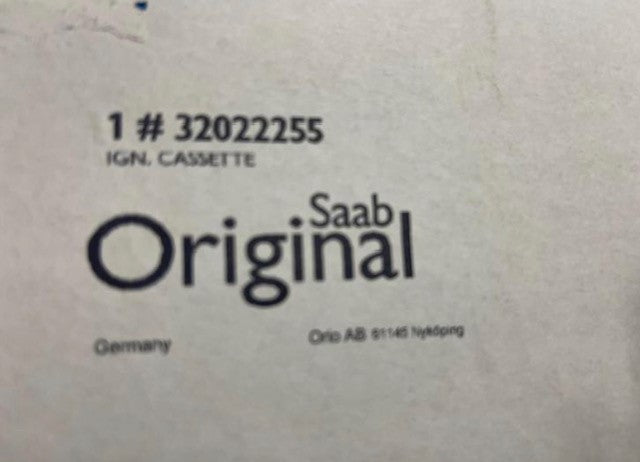 1 # 32022255
IGN. CASSETTE
Saab
Original
Germany
Orio AB 61145 Nyköping